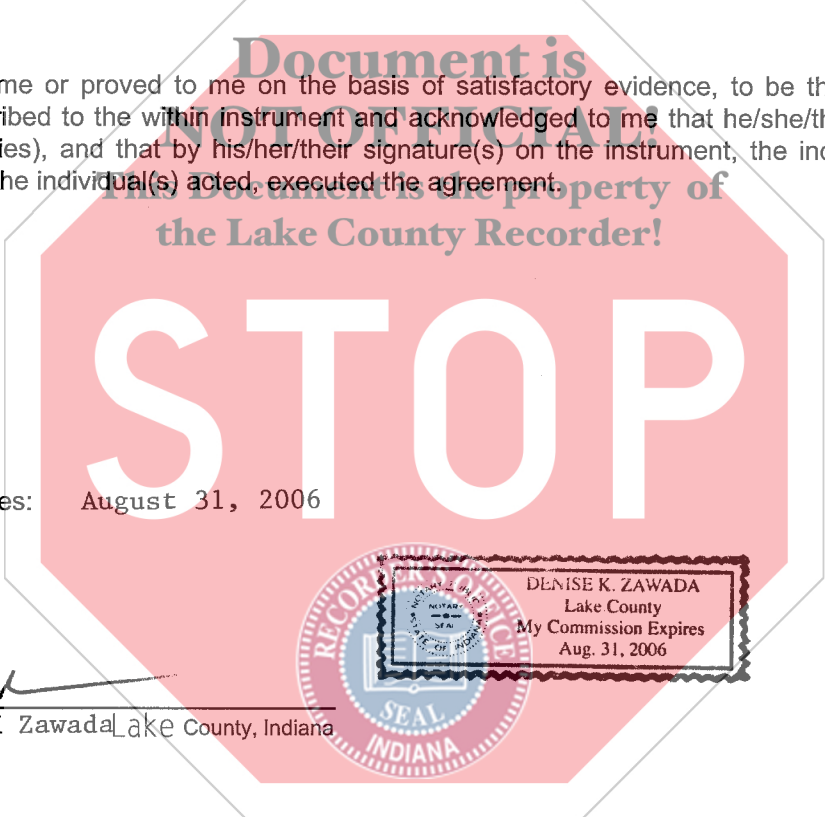 Document is
me or proved to me on the basis of satisfactory evidence, to be th
NOT OFFICIAL!
ibed to the within instrument and acknowledged to me that he/she/th
ies), and that by his/her/their signature(s) on the instrument, the inc
he individual(s) acted, executed the agreement.
This Document is the property of
the Lake County Recorder!
STOP
es: August 31, 2006
RECORDER'S OFFICE
SEAL
INDIANA
NOTARY PUBLIC
NOTARY
SEAL
STATE OF INDIANA
DENISE K. ZAWADA
Lake County
My Commission Expires
Aug. 31, 2006
Zawada Lake County, Indiana